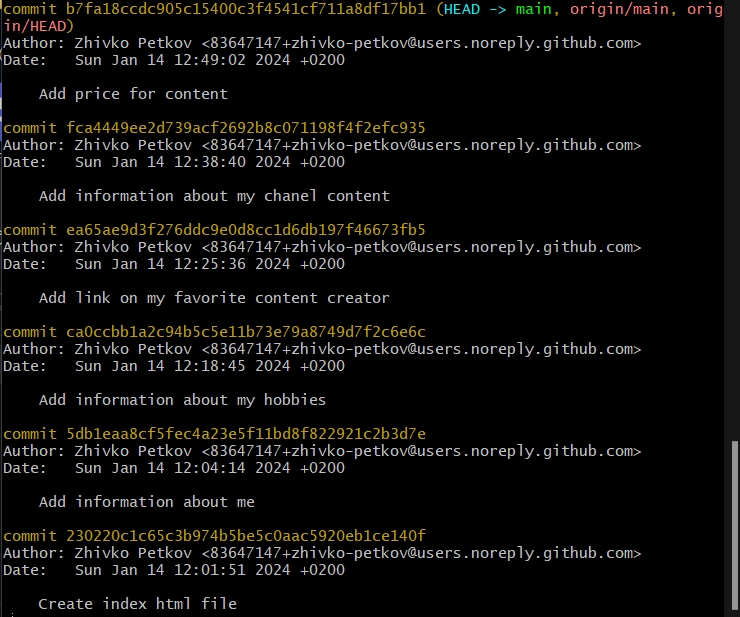 commit b7fa18ccdc905c15400c3f4541cf711a8df17bb1 (HEAD -> main, origin/main, orig
in/HEAD)
Author: Zhivko Petkov <83647147+zhivko-petkov@users.noreply.github.com>
Date:   Sun Jan 14 12:49:02 2024 +0200
    Add price for content
commit fca4449ee2d739acf2692b8c071198f4f2efc935
Author: Zhivko Petkov <83647147+zhivko-petkov@users.noreply.github.com>
Date:   Sun Jan 14 12:38:40 2024 +0200
    Add information about my chanel content
commit ea65ae9d3f276ddc9e0d8cc1d6db197f46673fb5
Author: Zhivko Petkov <83647147+zhivko-petkov@users.noreply.github.com>
Date:   Sun Jan 14 12:25:36 2024 +0200
    Add link on my favorite content creator
commit ca0ccbb1a2c94b5c5e11b73e79a8749d7f2c6e6c
Author: Zhivko Petkov <83647147+zhivko-petkov@users.noreply.github.com>
Date:   Sun Jan 14 12:18:45 2024 +0200
    Add information about my hobbies
commit 5db1eaa8cf5fec4a23e5f11bd8f822921c2b3d7e
Author: Zhivko Petkov <83647147+zhivko-petkov@users.noreply.github.com>
Date:   Sun Jan 14 12:04:14 2024 +0200
    Add information about me
commit 230220c1c65c3b974b5be5c0aac5920eb1ce140f
Author: Zhivko Petkov <83647147+zhivko-petkov@users.noreply.github.com>
Date:   Sun Jan 14 12:01:51 2024 +0200
    Create index html file